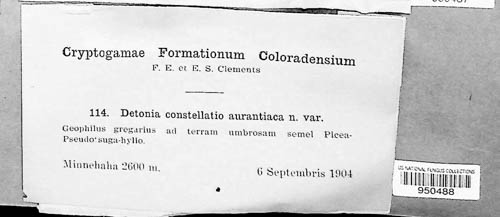 Cryptogamae Formationum Coloradensium
F. E. et E. S. Clements
114. Detonia constellatio aurantiaca n. var.
Geophilus gregarius ad terram umbrosam semel Picea-
Pseudotsuga-hylio.
Minnehaha 2600 m.
6 Septembris 1904
US NATIONAL FUNGUS COLLECTIONS
950488